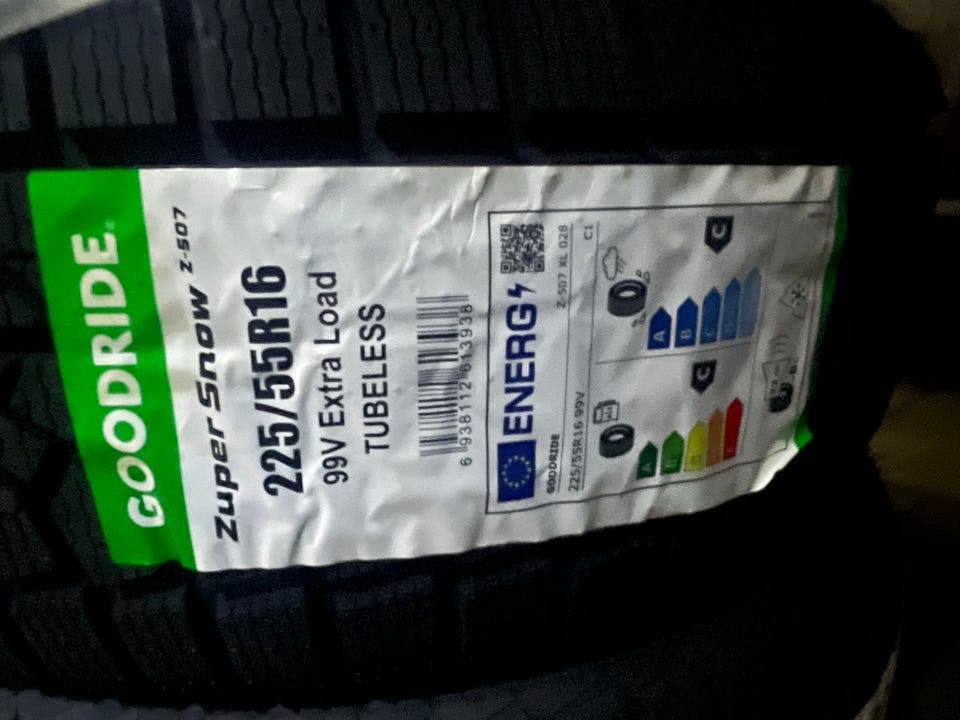 GOODRIDE
ZuperSnow Z-507
225/55R16
99V Extra Load
TUBELESS
6 938112 613938
ENERG
GOODRIDE
Z-507 XL 028
225/55R16 99V
C1
A
B
C
A
B
C
D
C